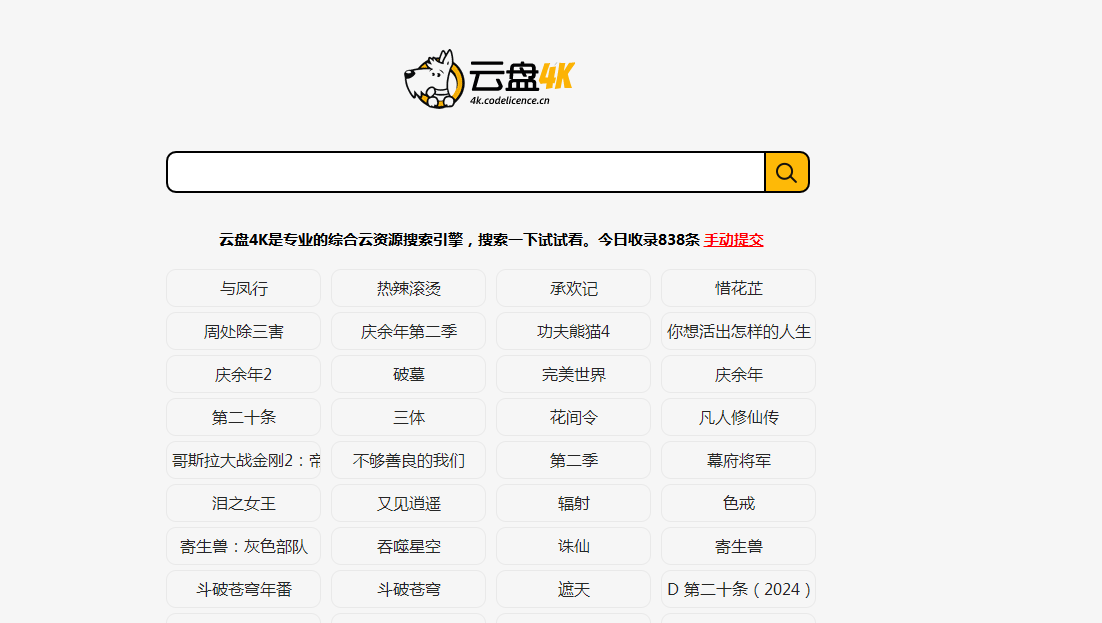 云盘4K
4k.codelicence.cn
云盘4K是专业的综合云资源搜索引擎，搜索一下试试看。今日收录838条 手动提交
与凤行 热辣滚烫 承欢记 惜花芷
周处除三害 庆余年第二季 功夫熊猫4 你想活出怎样的人生
庆余年2 破墓 完美世界 庆余年
第二十条 三体 花间令 凡人修仙传
哥斯拉大战金刚2：帝 不够善良的我们 第二季 幕府将军
泪之女王 又见逍遥 辐射 色戒
寄生兽：灰色部队 吞噬星空 诛仙 寄生兽
斗破苍穹年番 斗破苍穹 遮天 D 第二十条（2024）